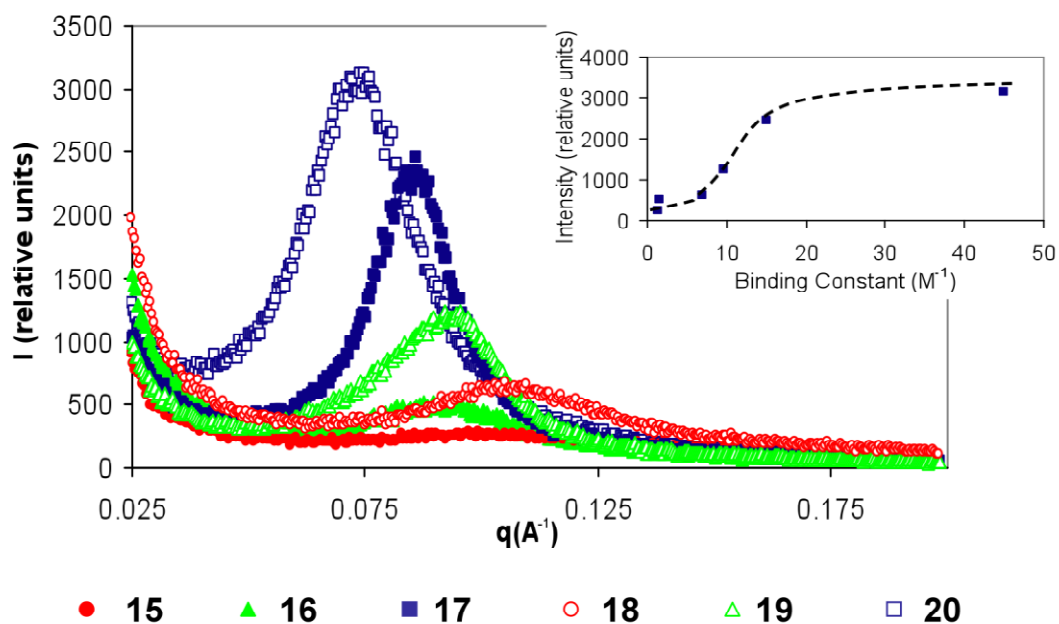 3500
3000
2500
2000
1500
1000
500
0
I (relative units)
0.025 0.075 0.125 0.175
q(A⁻¹)
4000
3000
2000
1000
0
Intensity (relative units)
0 10 20 30 40 50
Binding Constant (M⁻¹)
15 16 17 18 19 20